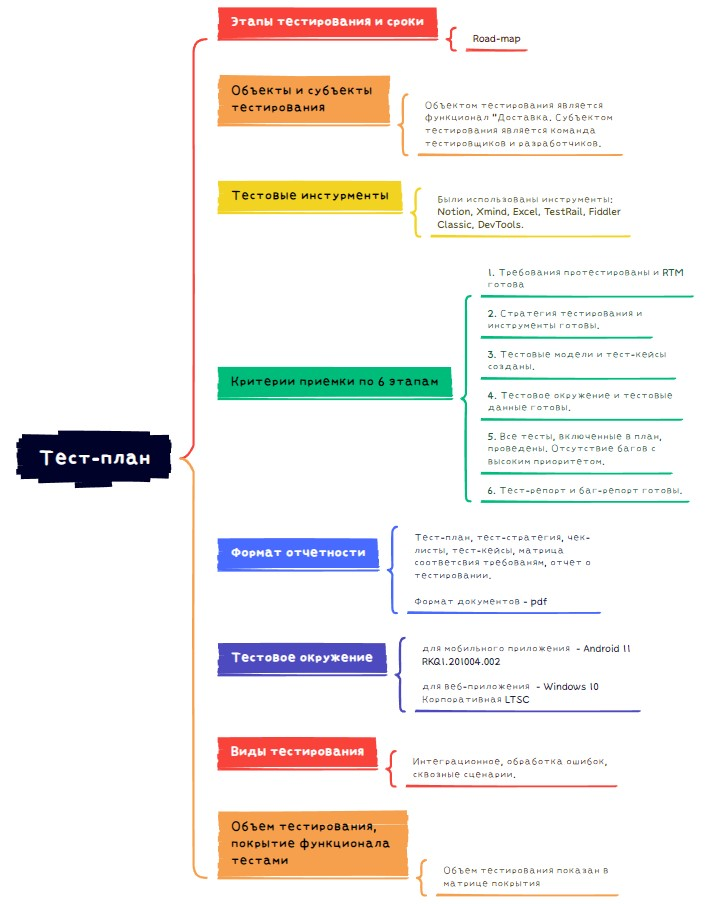 Этапы тестирования и сроки
Road-map
Объекты и субъекты
тестирования
Объектом тестирования является
функционал "Доставка. Субъектом
тестирования является команда
тестировщиков и разработчиков.
Тестовые инстурменты
Были использованы инструменты:
Notion, Xmind, Excel, TestRail, Fiddler
Classic, DevTools.
Критерии приемки по 6 этапам
1. Требования протестированы и RTM
готова
2. Стратегия тестирования и
инструменты готовы.
3. Тестовые модели и тест-кейсы
созданы.
4. Тестовое окружение и тестовые
данные готовы.
5. Все тесты, включенные в план,
проведены. Отсутствие багов с
высоким приоритетом.
6. Тест-репорт и баг-репорт готовы.
Тест-план
Формат отчетности
Тест-план, тест-стратегия, чек-
листы, тест-кейсы, матрица
соответсвия требованям, отчет о
тестировании.
Формат документов - pdf
Тестовое окружение
для мобильного приложения - Android 11
RKQ1.201004.002
для веб-приложения - Windows 10
Корпоративная LTSC
Виды тестирования
Интеграционное, обработка ошибок,
сквозные сценарии.
Объем тестирования,
покрытие функционала
тестами
Объем тестирования показан в
матрице покрытия